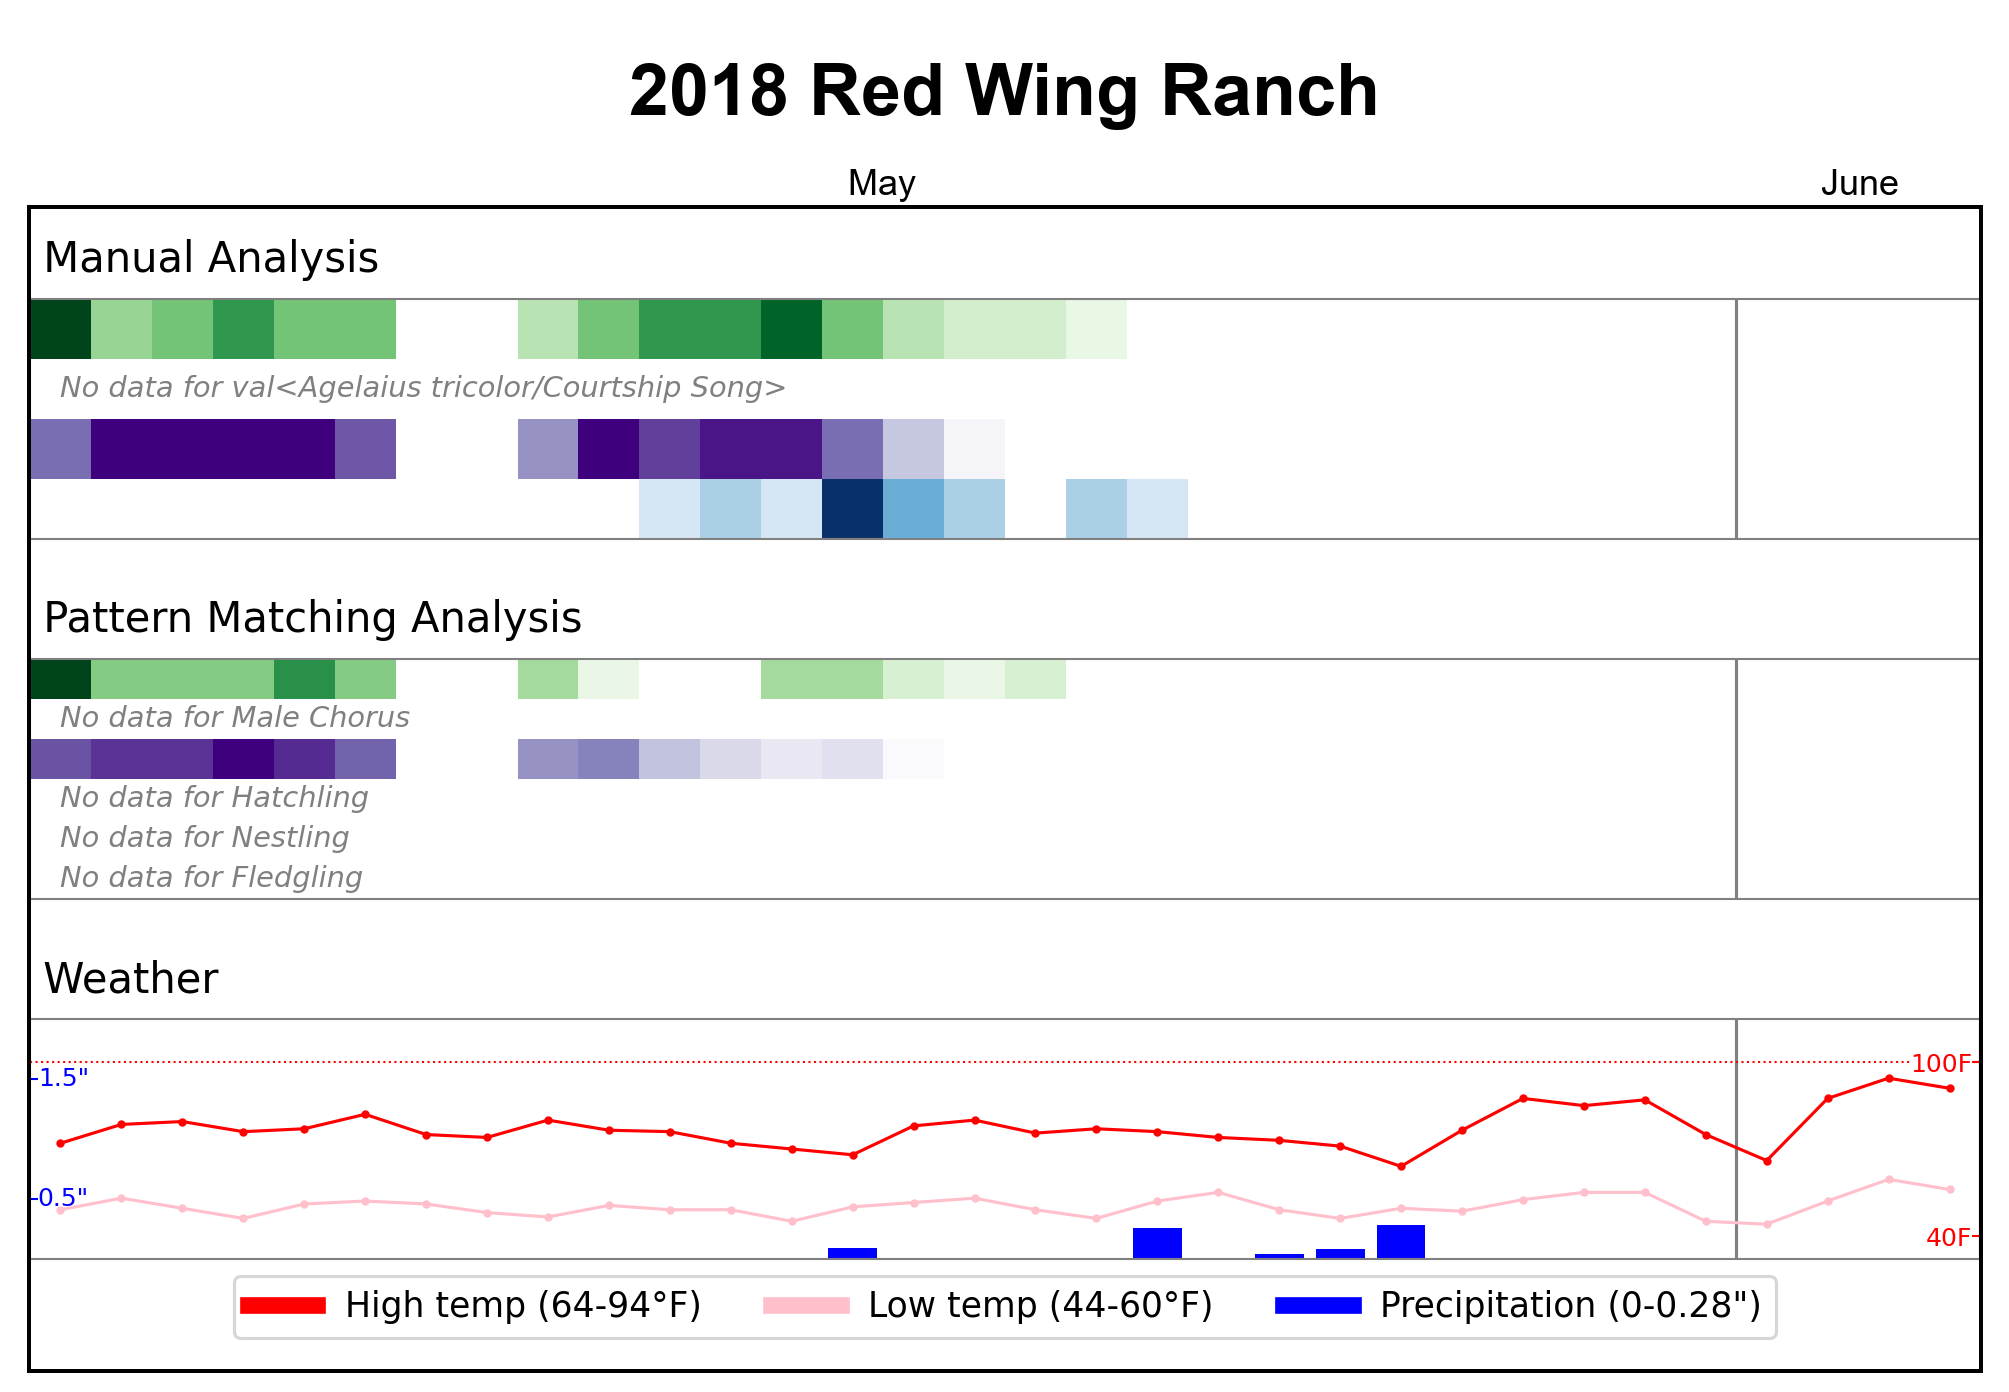 2018 Red Wing Ranch
May June
Manual Analysis
No data for val<Agelaius tricolor/Courtship Song>
Pattern Matching Analysis
No data for Male Chorus
No data for Hatchling
No data for Nestling
No data for Fledgling
Weather
100F
1.5"
0.5"
40F
High temp (64-94°F) Low temp (44-60°F) Precipitation (0-0.28")